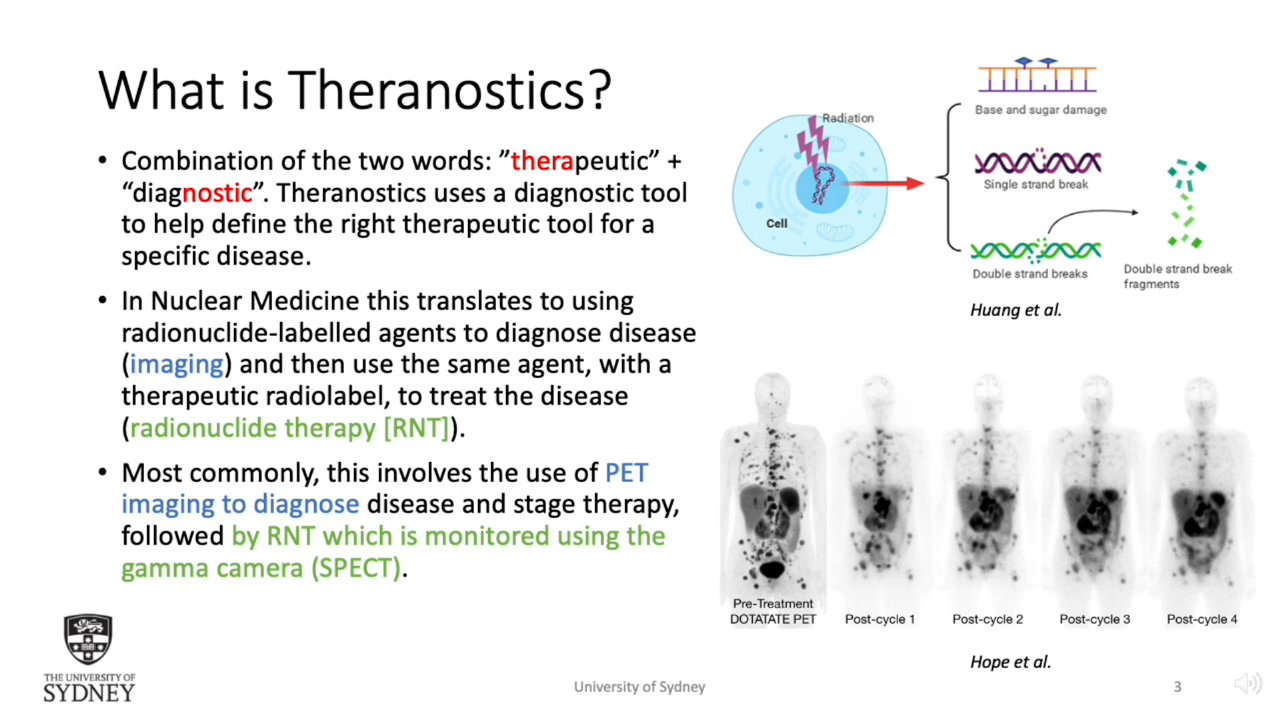 What is Theranostics?
• Combination of the two words: ”therapeutic” +
“diagnostic”. Theranostics uses a diagnostic tool
to help define the right therapeutic tool for a
specific disease.
• In Nuclear Medicine this translates to using
radionuclide-labelled agents to diagnose disease
(imaging) and then use the same agent, with a
therapeutic radiolabel, to treat the disease
(radionuclide therapy [RNT]).
• Most commonly, this involves the use of PET
imaging to diagnose disease and stage therapy,
followed by RNT which is monitored using the
gamma camera (SPECT).
Radiation
Cell
Base and sugar damage
Single strand break
Double strand breaks
Double strand break
fragments
Huang et al.
Pre-Treatment
DOTATATE PET
Post-cycle 1
Post-cycle 2
Post-cycle 3
Post-cycle 4
Hope et al.
THE UNIVERSITY OF
SYDNEY
University of Sydney
3